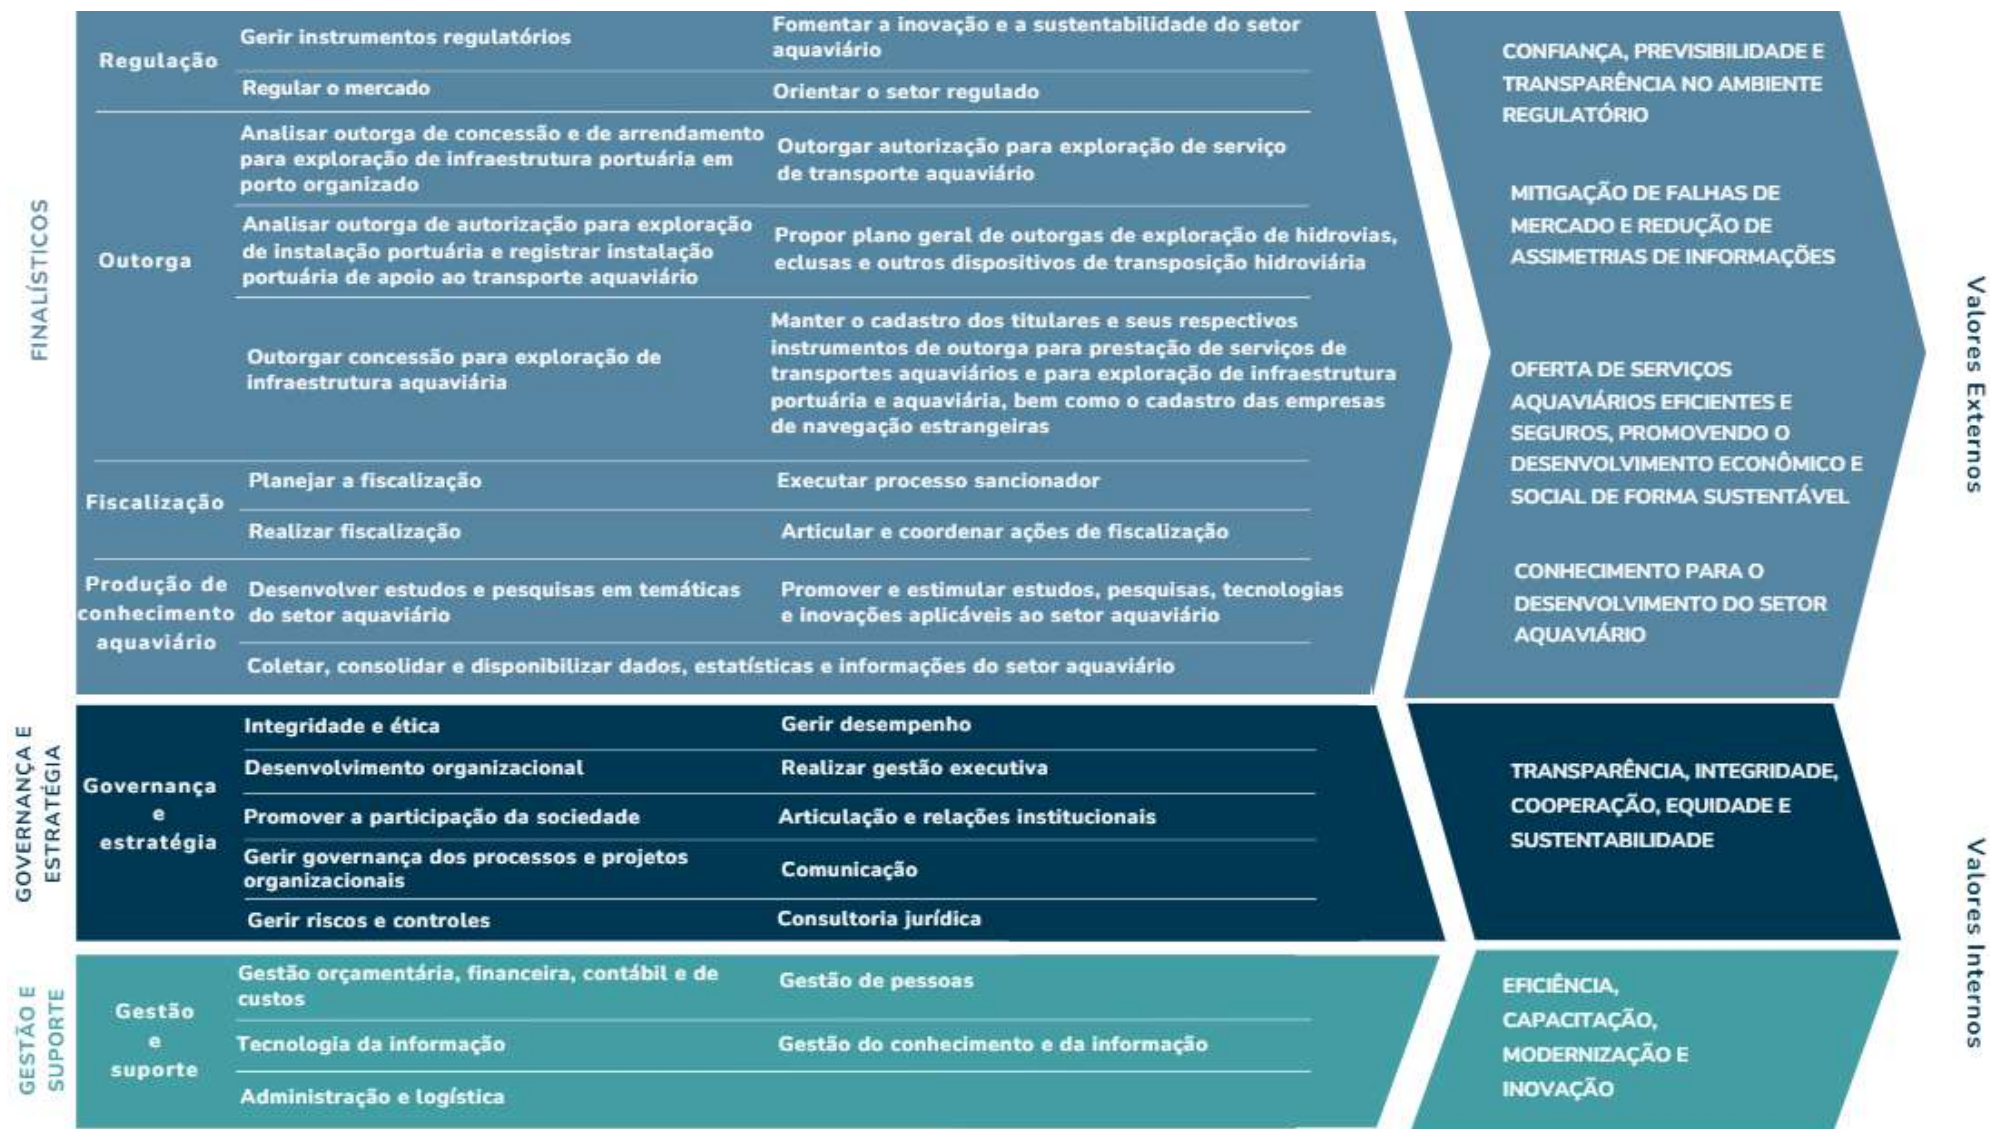 FINALÍSTICOS
Regulação
Gerir instrumentos regulatórios
Fomentar a inovação e a sustentabilidade do setor
aquaviário
Regular o mercado
Orientar o setor regulado
Outorga
Analisar outorga de concessão e de arrendamento
para exploração de infraestrutura portuária em
porto organizado
Outorgar autorização para exploração de serviço
de transporte aquaviário
Analisar outorga de autorização para exploração
de instalação portuária e registrar instalação
portuária de apoio ao transporte aquaviário
Propor plano geral de outorgas de exploração de hidrovias,
eclusas e outros dispositivos de transposição hidroviária
Outorgar concessão para exploração de
infraestrutura aquaviária
Manter o cadastro dos titulares e seus respectivos
instrumentos de outorga para prestação de serviços de
transportes aquaviários e para exploração de infraestrutura
portuária e aquaviária, bem como o cadastro das empresas
de navegação estrangeiras
Fiscalização
Planejar a fiscalização
Executar processo sancionador
Realizar fiscalização
Articular e coordenar ações de fiscalização
Produção de
conhecimento
aquaviário
Desenvolver estudos e pesquisas em temáticas
do setor aquaviário
Promover e estimular estudos, pesquisas, tecnologias
e inovações aplicáveis ao setor aquaviário
Coletar, consolidar e disponibilizar dados, estatísticas e informações do setor aquaviário
CONFIANÇA, PREVISIBILIDADE E
TRANSPARÊNCIA NO AMBIENTE
REGULATÓRIO
MITIGAÇÃO DE FALHAS DE
MERCADO E REDUÇÃO DE
ASSIMETRIAS DE INFORMAÇÕES
OFERTA DE SERVIÇOS
AQUAVIÁRIOS EFICIENTES E
SEGUROS, PROMOVENDO O
DESENVOLVIMENTO ECONÔMICO E
SOCIAL DE FORMA SUSTENTÁVEL
CONHECIMENTO PARA O
DESENVOLVIMENTO DO SETOR
AQUAVIÁRIO
Valores Externos
GOVERNANÇA E
ESTRATÉGIA
Governança
e
estratégia
Integridade e ética
Gerir desempenho
Desenvolvimento organizacional
Realizar gestão executiva
Promover a participação da sociedade
Articulação e relações institucionais
Gerir governança dos processos e projetos
organizacionais
Comunicação
Gerir riscos e controles
Consultoria jurídica
TRANSPARÊNCIA, INTEGRIDADE,
COOPERAÇÃO, EQUIDADE E
SUSTENTABILIDADE
GESTÃO E
SUPORTE
Gestão
e
suporte
Gestão orçamentária, financeira, contábil e de
custos
Gestão de pessoas
Tecnologia da informação
Gestão do conhecimento e da informação
Administração e logística
EFICIÊNCIA,
CAPACITAÇÃO,
MODERNIZAÇÃO E
INOVAÇÃO
Valores Internos